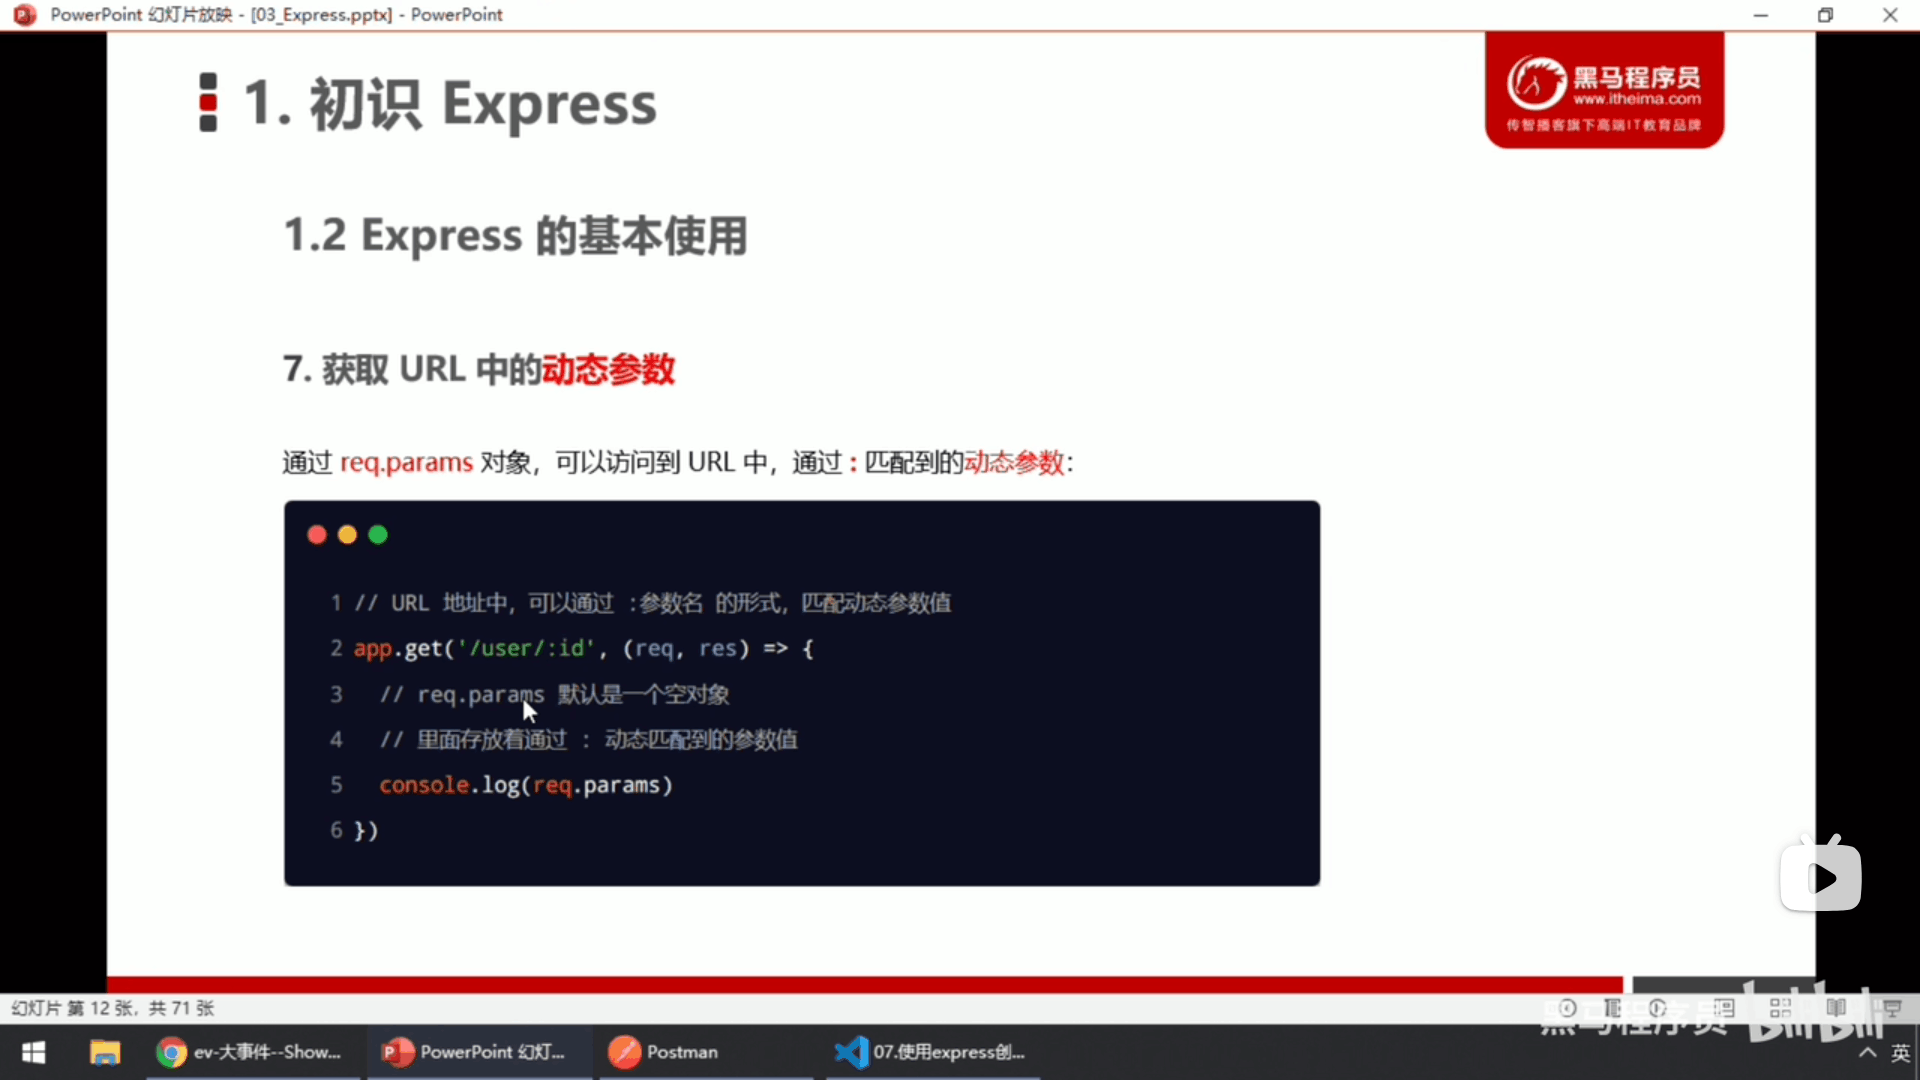 PowerPoint 幻灯片放映 - [03_Express.pptx] - PowerPoint
黑马程序员
www.itheima.com
传智播客旗下高端IT教育品牌
1. 初识 Express
1.2 Express 的基本使用
7. 获取 URL 中的动态参数
通过 req.params 对象，可以访问到 URL 中，通过 : 匹配到的动态参数：
1 // URL 地址中，可以通过 :参数名 的形式，匹配动态参数值
2 app.get('/user/:id', (req, res) => {
3 // req.params 默认是一个空对象
4 // 里面存放着通过 : 动态匹配到的参数值
5 console.log(req.params)
6 })
幻灯片 第 12 张，共 71 张
黑马程序员 bilibili
ev-大事件--Show...
PowerPoint 幻灯...
Postman
07.使用express创...
英